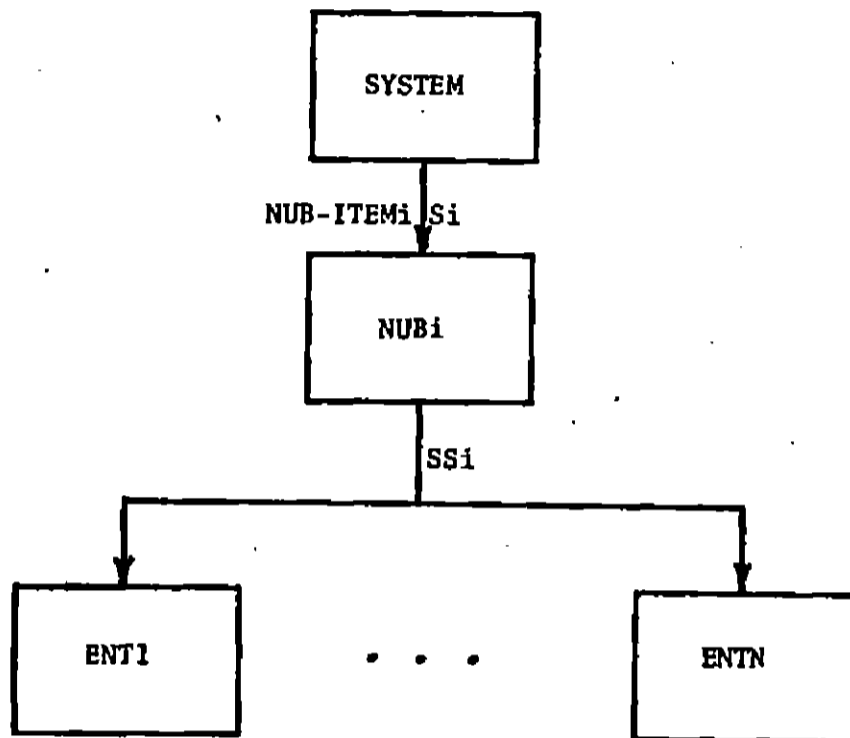 SYSTEM
NUB-ITEMi Si
NUBi
SSi
ENT1 . . . ENTN